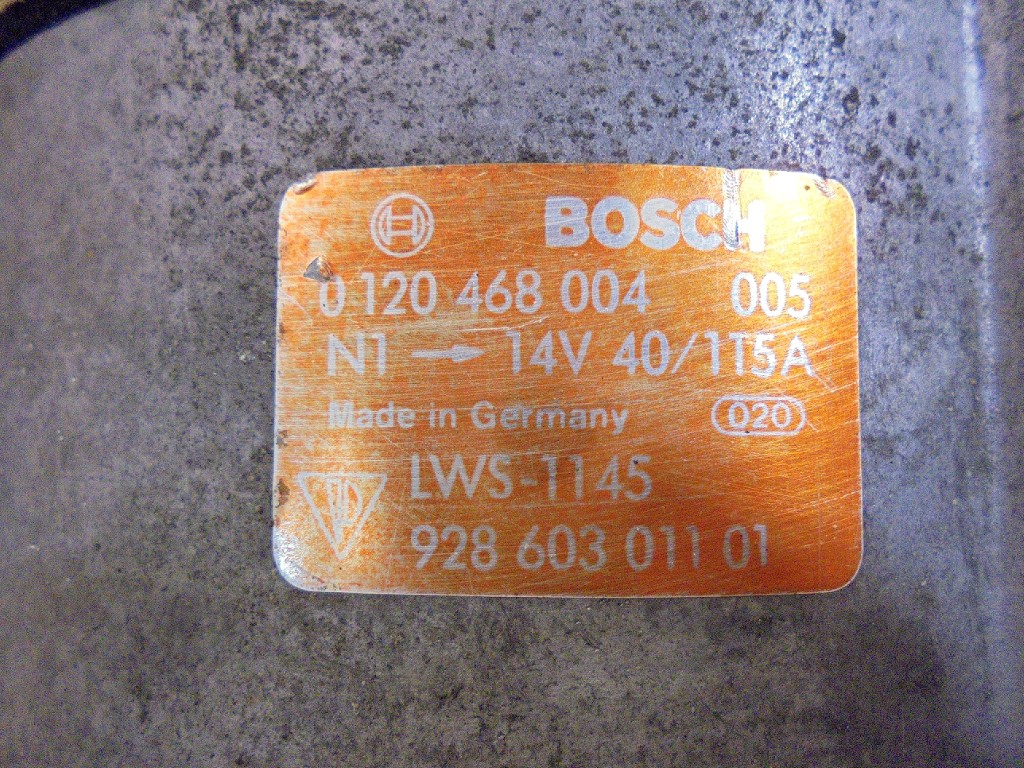 BOSCH
0 120 468 004 005
N1 → 14V 40/115A
Made in Germany 020
LWS-1145
928 603 011 01